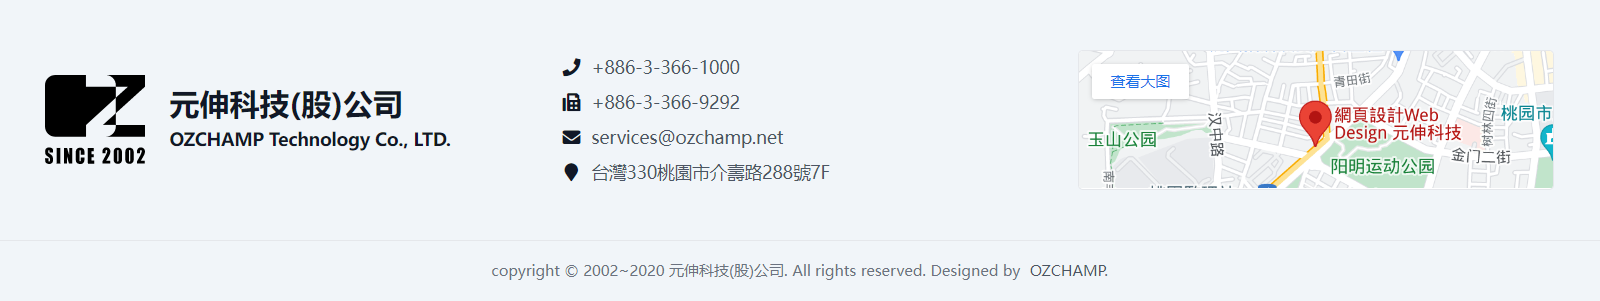 SINCE 2002
元伸科技(股)公司
OZCHAMP Technology Co., LTD.
+886-3-366-1000
+886-3-366-9292
services@ozchamp.net
台灣330桃園市介壽路288號7F
查看大图
青田街
汉中路
玉山公园
網頁設計Web
Design 元伸科技
树林四街
桃园市
金门二街
阳明运动公园
copyright © 2002~2020 元伸科技(股)公司. All rights reserved. Designed by OZCHAMP.